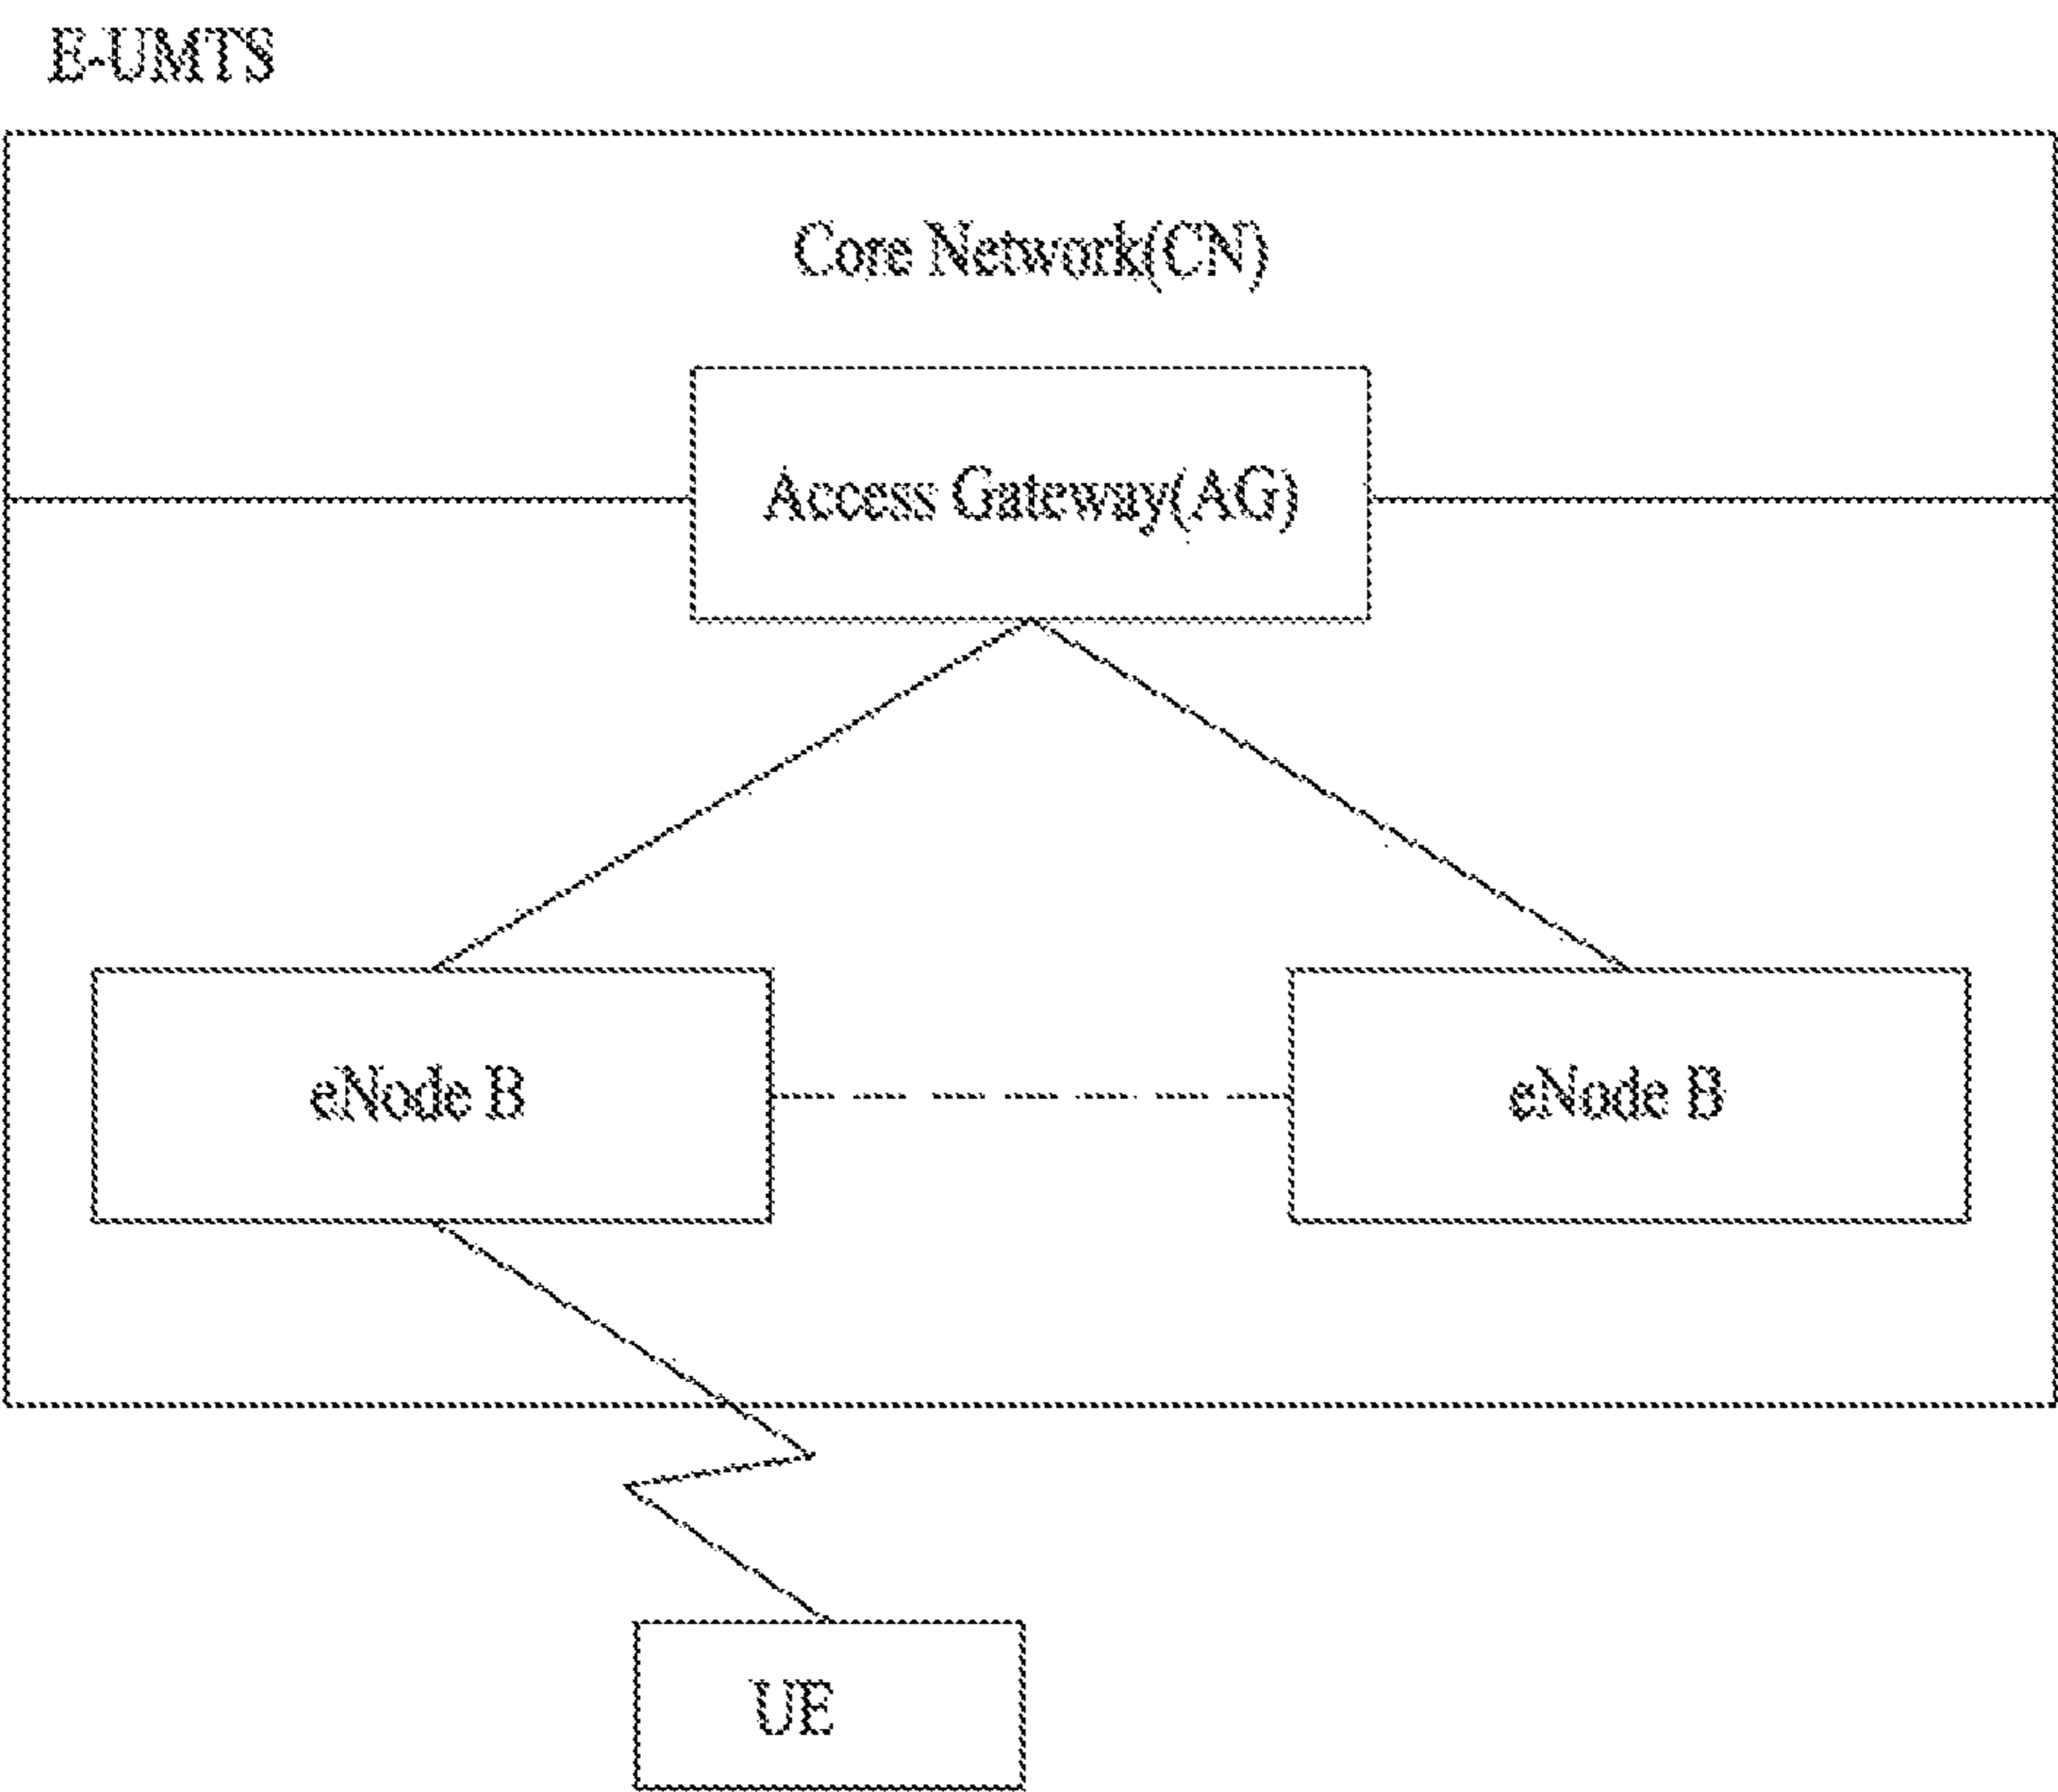 E-UMTS
Core Network(CN)
Access Gateway(AG)
eNode B
eNode B
UE